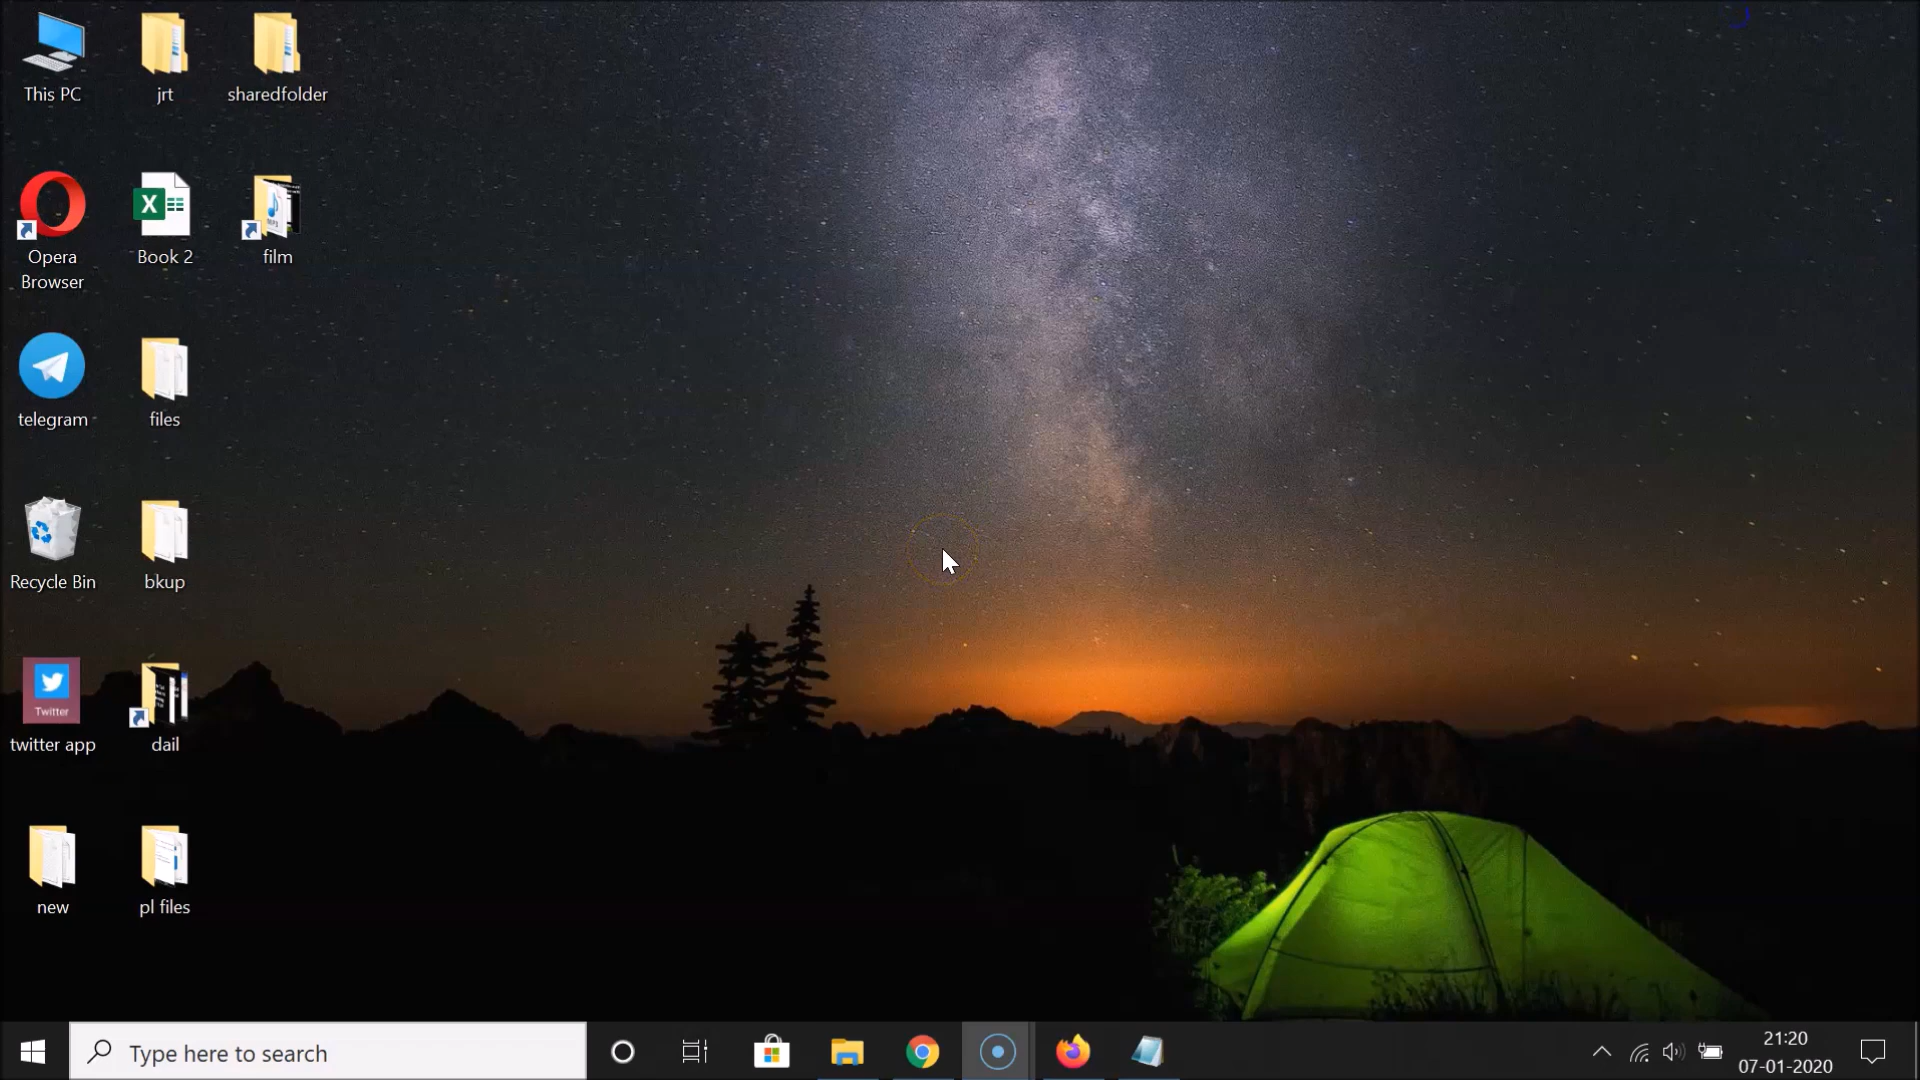 This PC
jrt
sharedfolder
Opera
Browser
Book 2
film
telegram
files
Recycle Bin
bkup
Twitter
twitter app
dail
new
pl files
Type here to search
21:20
07-01-2020